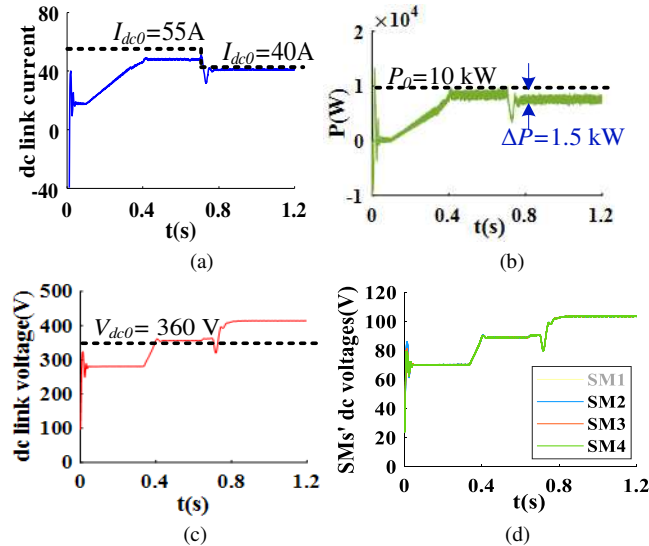 80
40
0
-40
dc link current
I_dc0=55A
I_dc0=40A
0 0.4 0.8 1.2
t(s)
(a)
2 ×10⁴
1
0
-1
P(W)
P₀=10 kW
ΔP=1.5 kW
0 0.4 0.8 1.2
t(s)
(b)
500
400
300
200
100
0
dc link voltage(V)
V_dc0= 360 V
0 0.4 0.8 1.2
t(s)
(c)
120
100
80
60
40
20
0
SMs' dc voltages(V)
SM1
SM2
SM3
SM4
0 0.4 0.8 1.2
t(s)
(d)